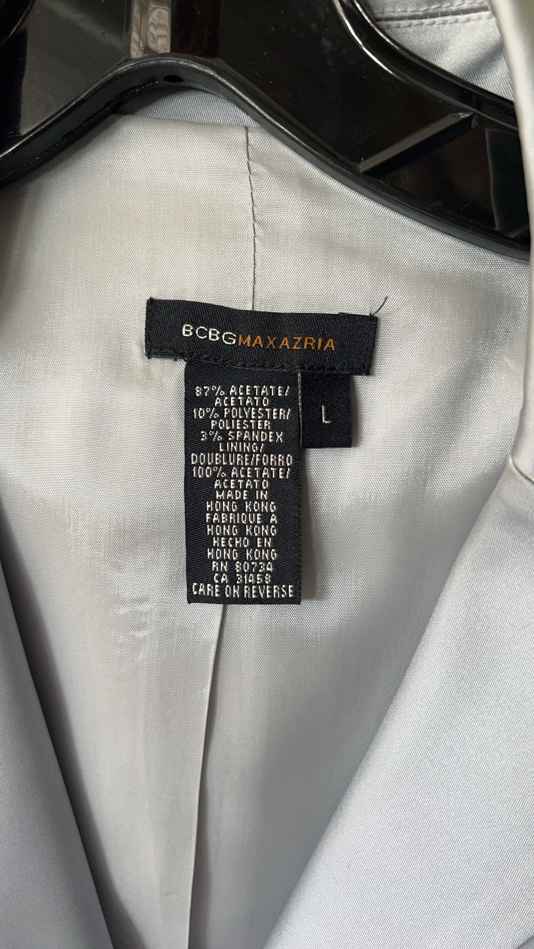 BCBGMAXAZRIA
87% ACETATE/
ACETATO
10% POLYESTER/
POLIESTER
3% SPANDEX
LINING/
DOUBLURE/FORRO
100% ACETATE/
ACETATO
MADE IN
HONG KONG
FABRIQUE A
HONG KONG
HECHO EN
HONG KONG
RN 80734
CA 31458
CARE ON REVERSE
L